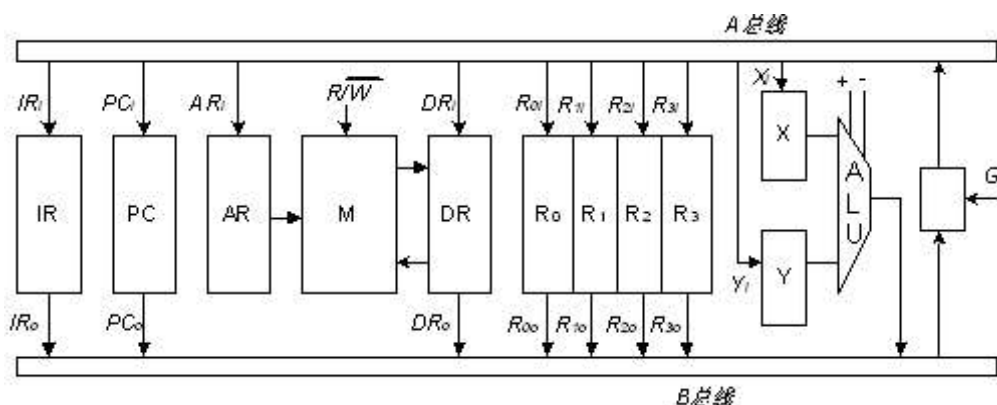 A总线
IRi PCi ARi R/W̅ DRi R0i R1i R2i R3i Xi + -
IR PC AR M DR R0 R1 R2 R3 X Y ALU G
Yi
IRo PCo DRo R0o R1o R2o R3o
B总线